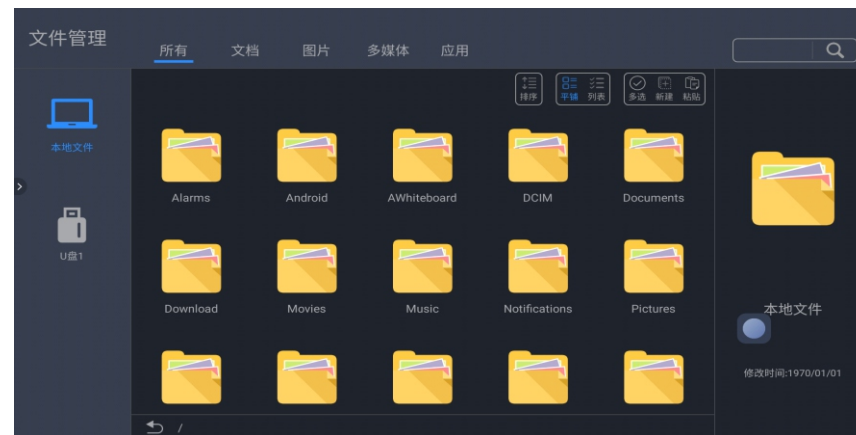 文件管理
所有 文档 图片 多媒体 应用
排序 平铺 列表 多选 新建 粘贴
本地文件
U盘1
Alarms Android AWhiteboard DCIM Documents
Download Movies Music Notifications Pictures
/
本地文件
修改时间:1970/01/01